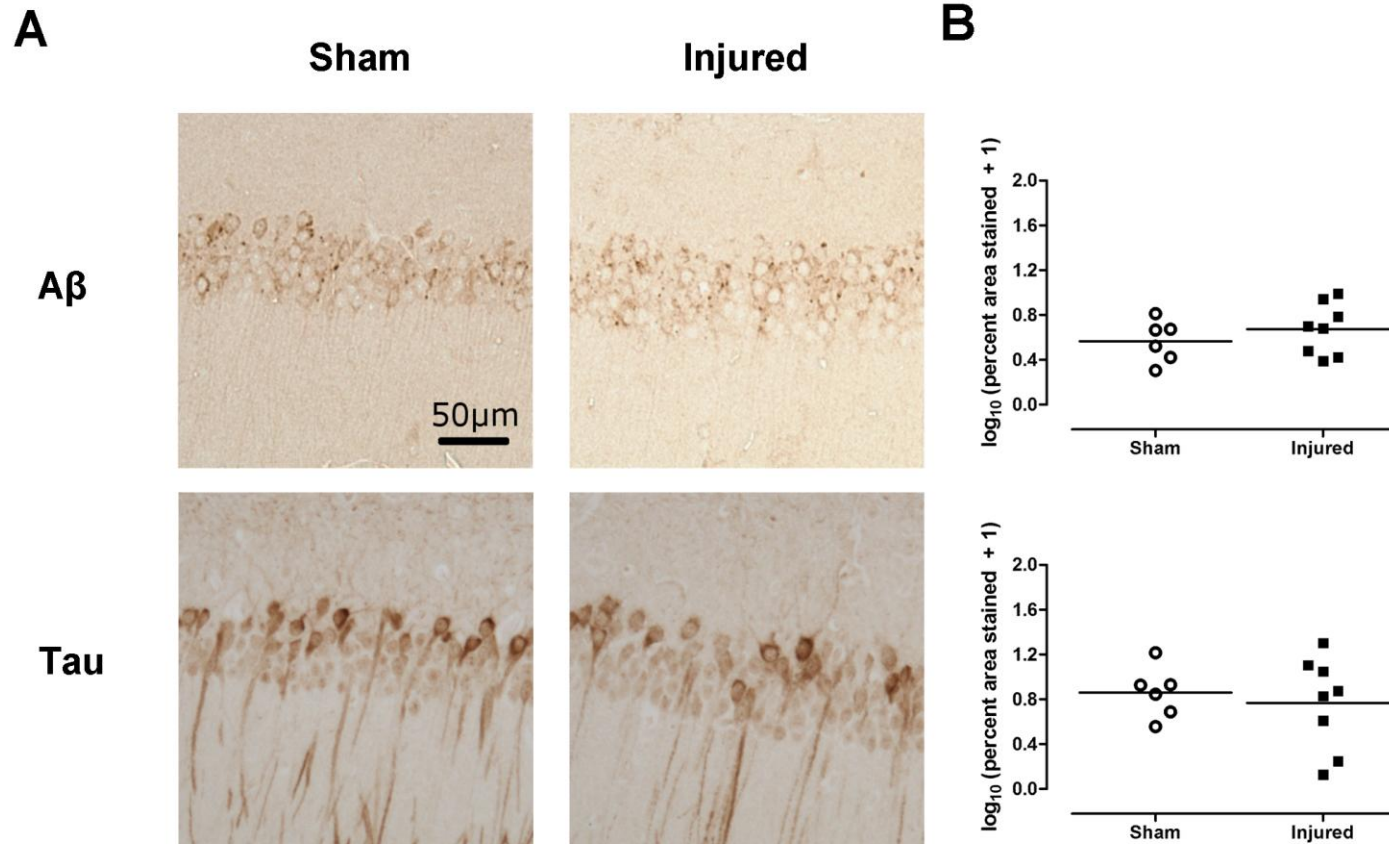 A
B
Sham
Injured
Aβ
50μm
Tau
log₁₀ (percent area stained + 1)
2.0
1.6
1.2
0.8
0.4
0.0
Sham
Injured
log₁₀ (percent area stained + 1)
2.0
1.6
1.2
0.8
0.4
0.0
Sham
Injured